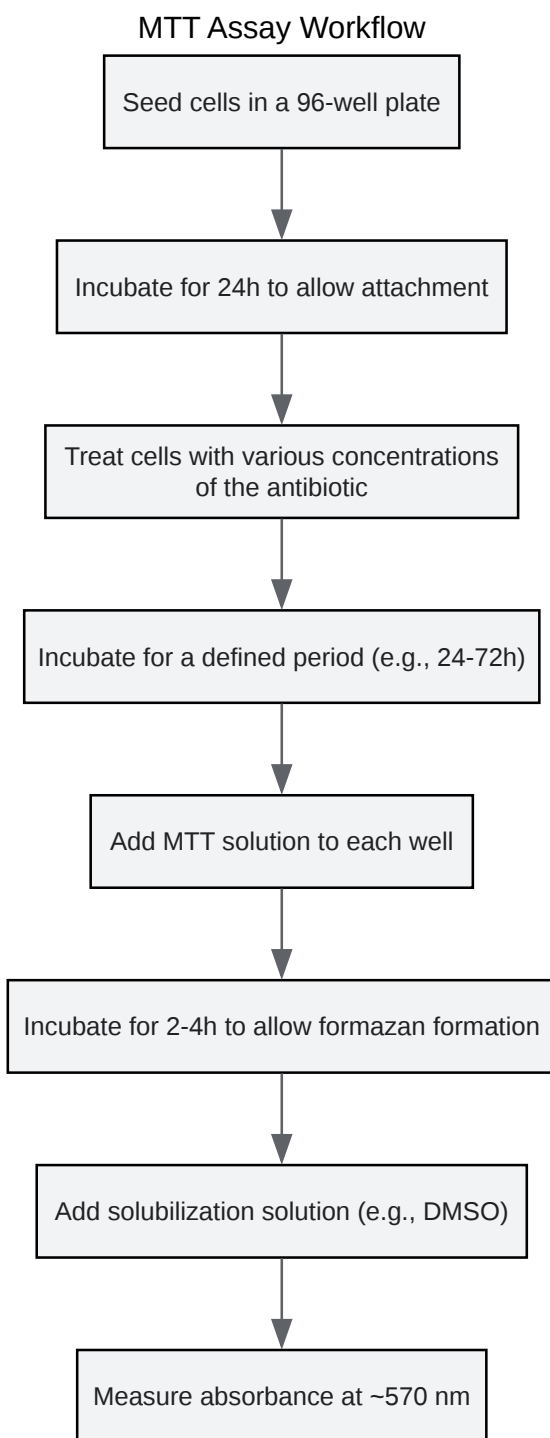 MTT Assay Workflow
Seed cells in a 96-well plate
Incubate for 24h to allow attachment
Treat cells with various concentrations
of the antibiotic
Incubate for a defined period (e.g., 24-72h)
Add MTT solution to each well
Incubate for 2-4h to allow formazan formation
Add solubilization solution (e.g., DMSO)
Measure absorbance at ~570 nm